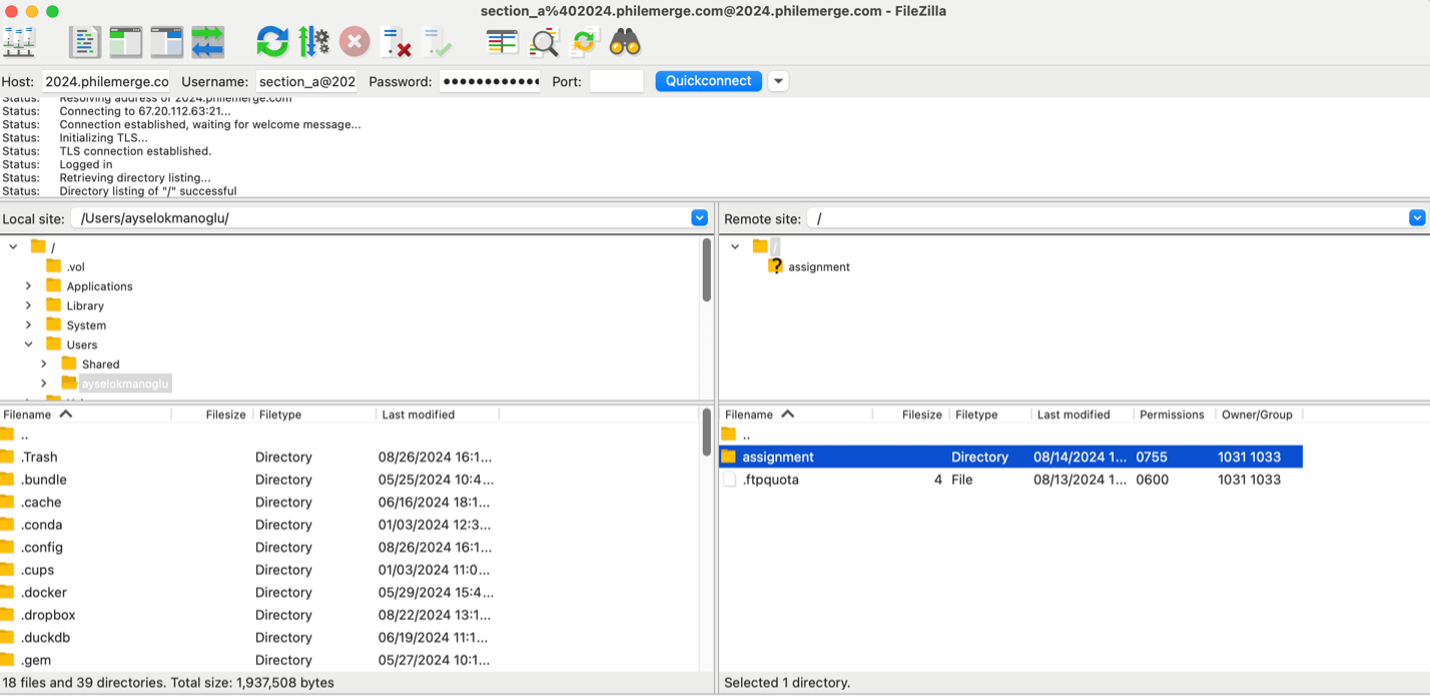 section_a%402024.philemerge.com@2024.philemerge.com - FileZilla
Host: 2024.philemerge.co Username: section_a@202 Password: •••••••••••• Port: Quickconnect
Status: Resolving address of 2024.philemerge.com
Status: Connecting to 67.20.112.63:21...
Status: Connection established, waiting for welcome message...
Status: Initializing TLS...
Status: TLS connection established.
Status: Logged in
Status: Retrieving directory listing...
Status: Directory listing of "/" successful
Local site: /Users/ayselokmanoglu/
/
.vol
Applications
Library
System
Users
Shared
ayselokmanoglu
Filename Filesize Filetype Last modified
..
.Trash Directory 08/26/2024 16:1...
.bundle Directory 05/25/2024 10:4...
.cache Directory 06/16/2024 18:1...
.conda Directory 01/03/2024 12:3...
.config Directory 08/26/2024 16:1...
.cups Directory 01/03/2024 11:0...
.docker Directory 05/29/2024 15:4...
.dropbox Directory 08/22/2024 13:1...
.duckdb Directory 06/19/2024 11:1...
.gem Directory 05/27/2024 10:1...
18 files and 39 directories. Total size: 1,937,508 bytes
Remote site: /
/
? assignment
Filename Filesize Filetype Last modified Permissions Owner/Group
..
assignment Directory 08/14/2024 1... 0755 1031 1033
.ftpquota 4 File 08/13/2024 1... 0600 1031 1033
Selected 1 directory.